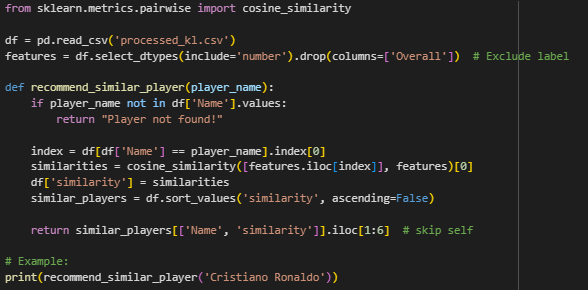 from sklearn.metrics.pairwise import cosine_similarity
df = pd.read_csv('processed_kl.csv')
features = df.select_dtypes(include='number').drop(columns=['Overall'])  # Exclude label
def recommend_similar_player(player_name):
    if player_name not in df['Name'].values:
        return "Player not found!"
    index = df[df['Name'] == player_name].index[0]
    similarities = cosine_similarity([features.iloc[index]], features)[0]
    df['similarity'] = similarities
    similar_players = df.sort_values('similarity', ascending=False)
    return similar_players[['Name', 'similarity']].iloc[1:6]  # skip self
# Example:
print(recommend_similar_player('Cristiano Ronaldo'))